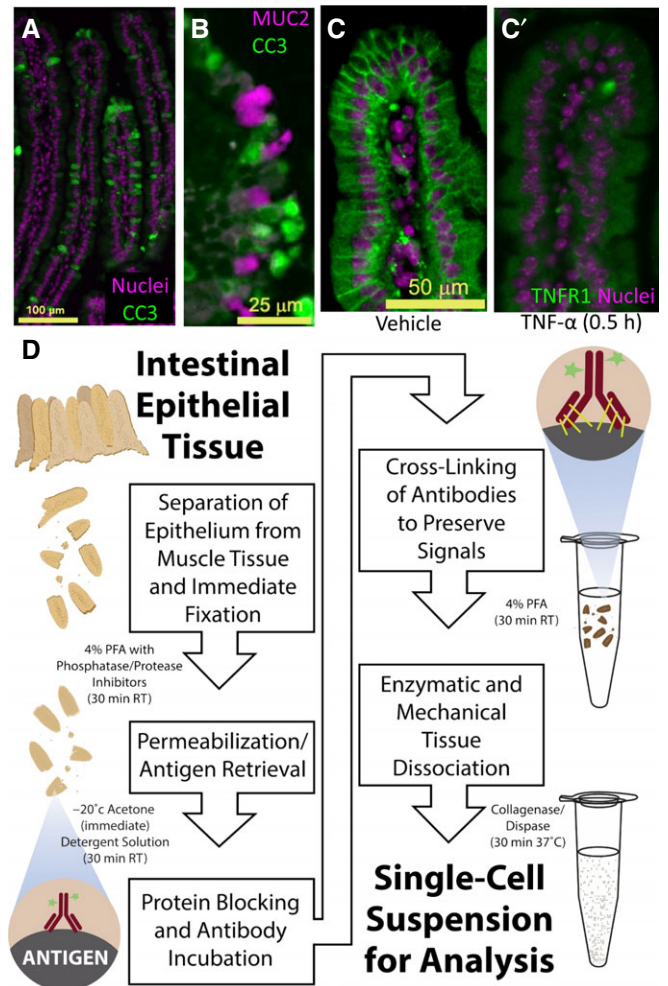 A
Nuclei
CC3
100 µm
B
MUC2
CC3
25 µm
C
50 µm
Vehicle
C′
TNFR1 Nuclei
TNF-α (0.5 h)
D
Intestinal
Epithelial
Tissue
Separation of
Epithelium from
Muscle Tissue
and Immediate
Fixation
4% PFA with
Phosphatase/Protease
Inhibitors
(30 min RT)
Permeabilization/
Antigen Retrieval
−20˚c Acetone
(immediate)
Detergent Solution
(30 min RT)
ANTIGEN
Protein Blocking
and Antibody
Incubation
Cross-Linking
of Antibodies
to Preserve
Signals
4% PFA
(30 min RT)
Enzymatic and
Mechanical
Tissue
Dissociation
Collagenase/
Dispase
(30 min 37˚C)
Single-Cell
Suspension
for Analysis